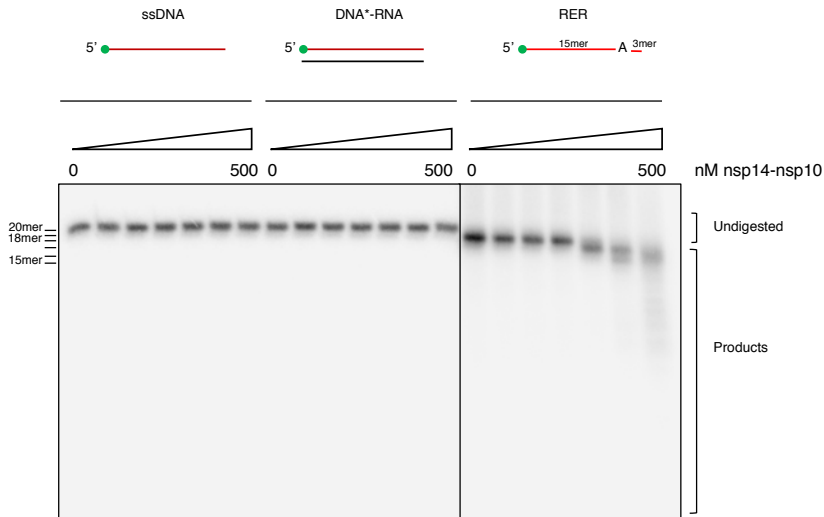 ssDNA
DNA*-RNA
RER
5’
5’
5’ 15mer A 3mer
0 500 0 500 0 500 nM nsp14-nsp10
20mer
18mer
15mer
Undigested
Products